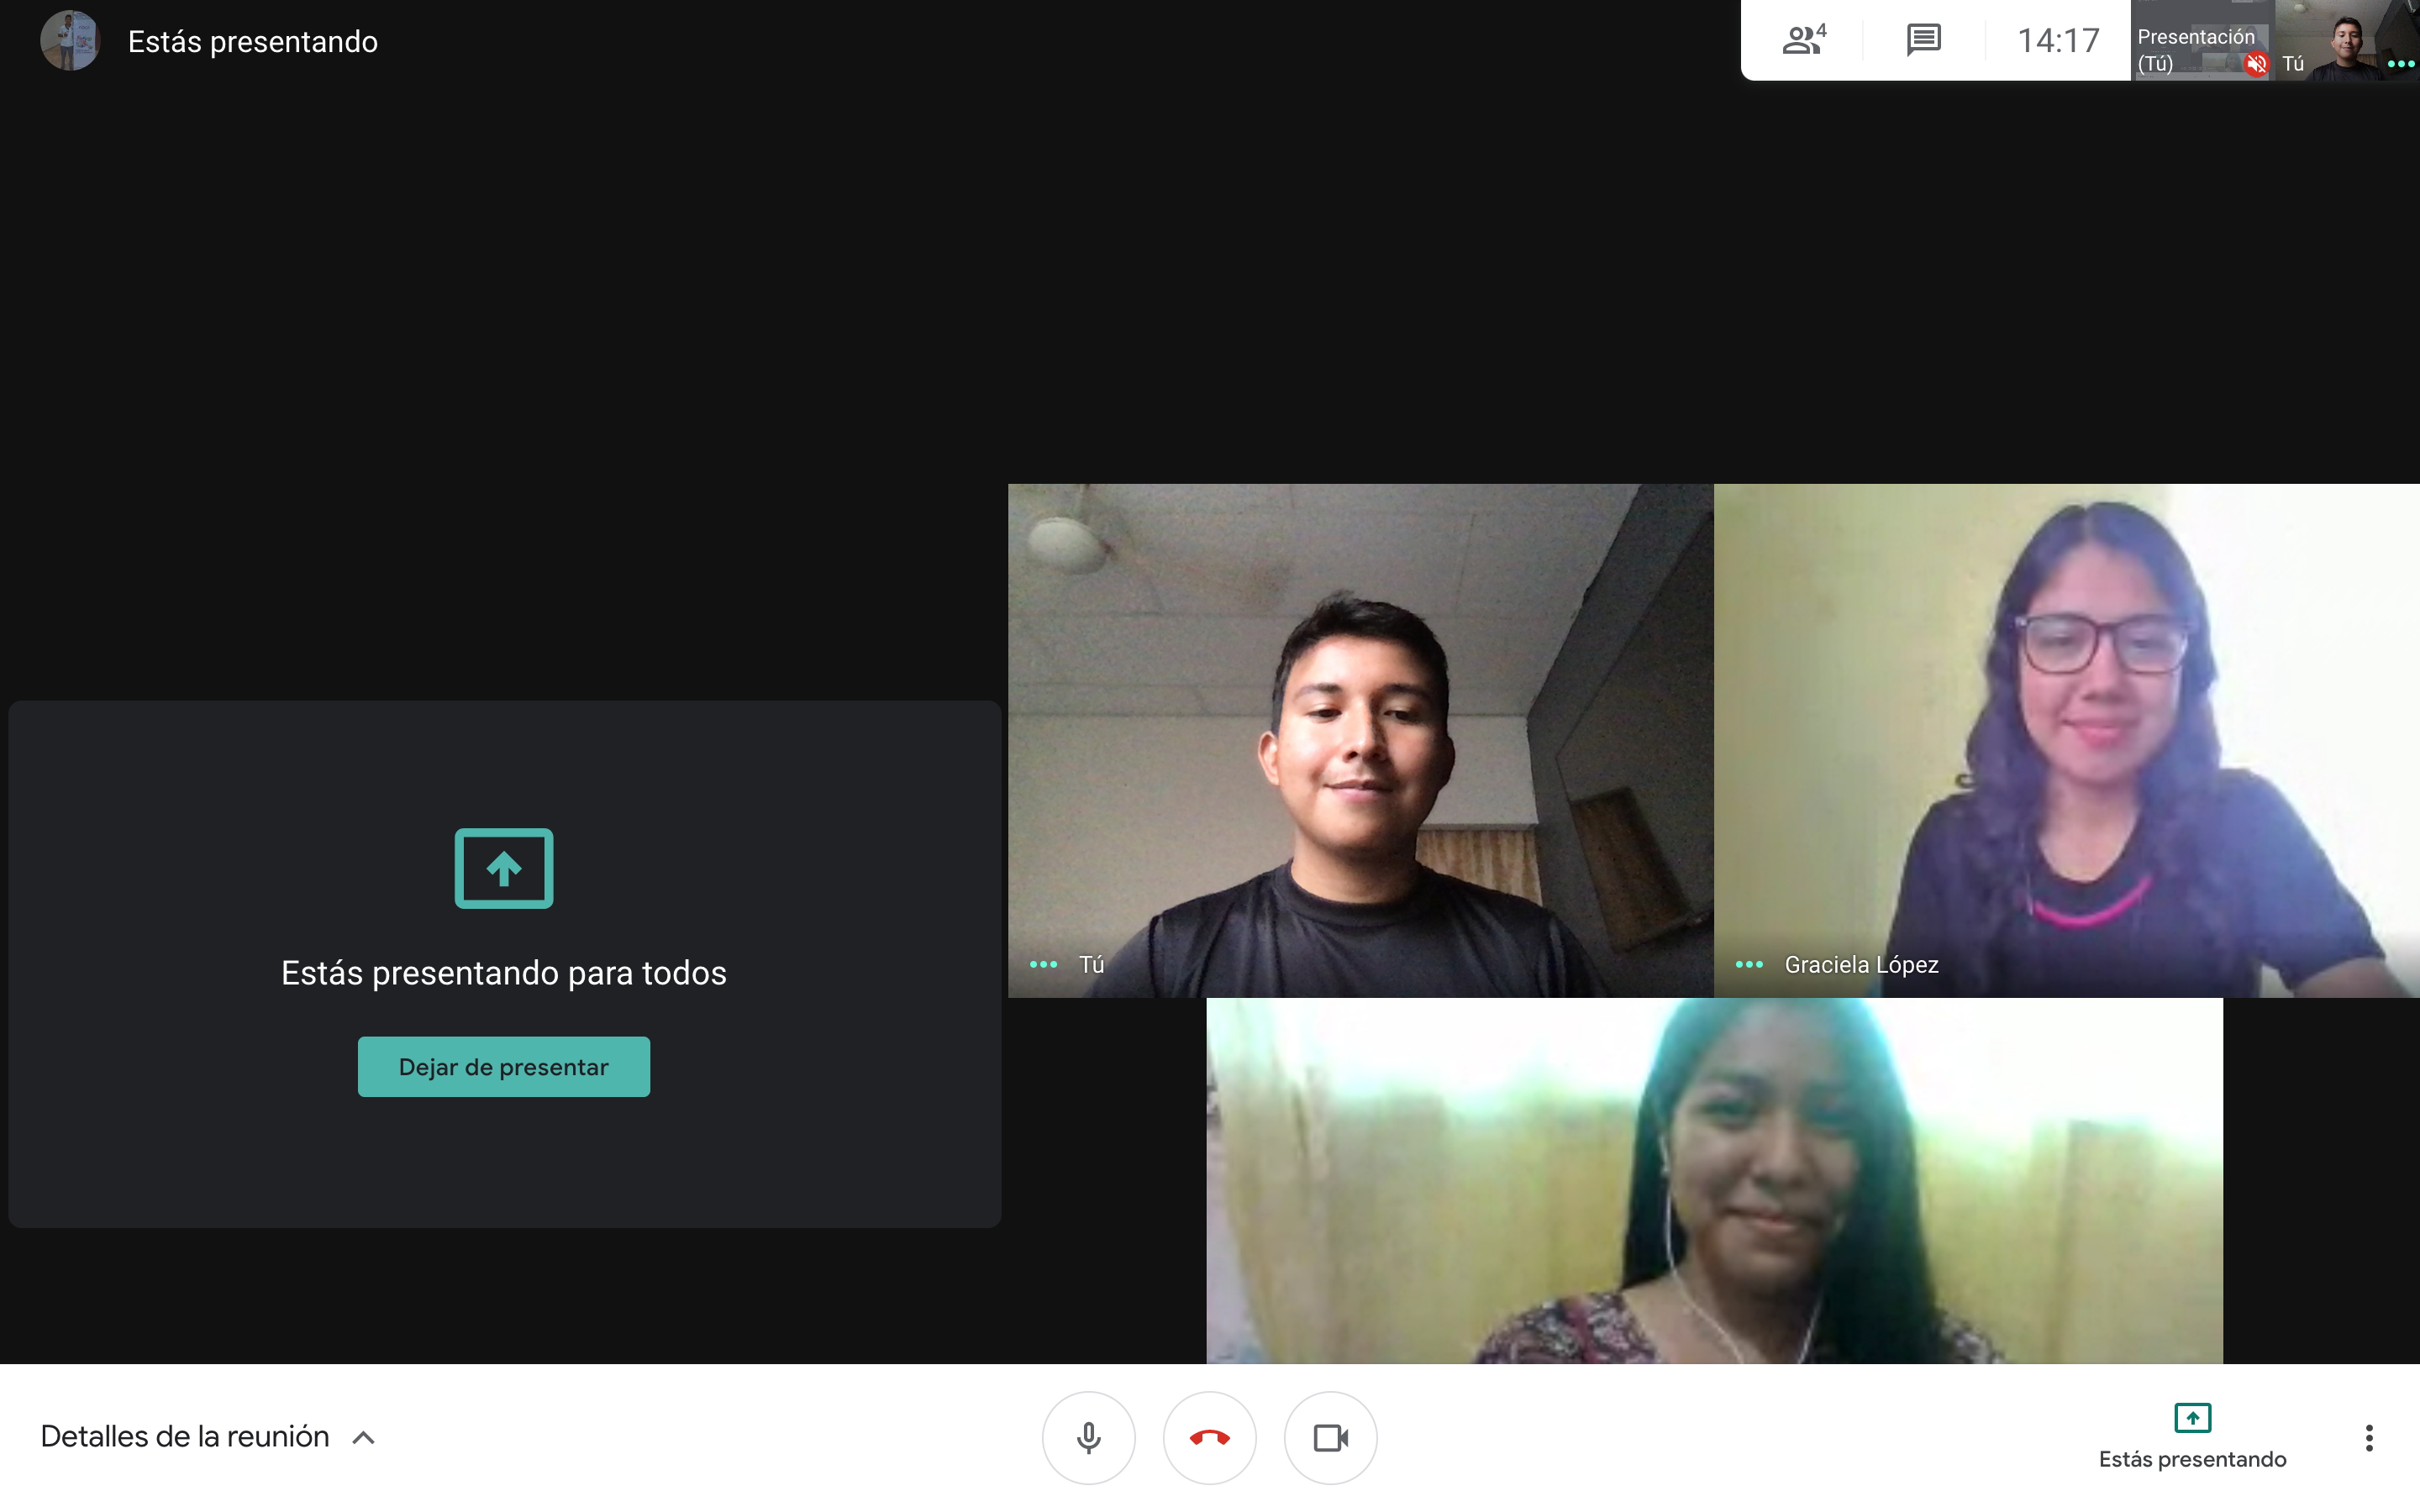 Estás presentando
4
14:17
Presentación
(Tú)
Tú
Tú
Graciela López
Estás presentando para todos
Dejar de presentar
Detalles de la reunión
Estás presentando